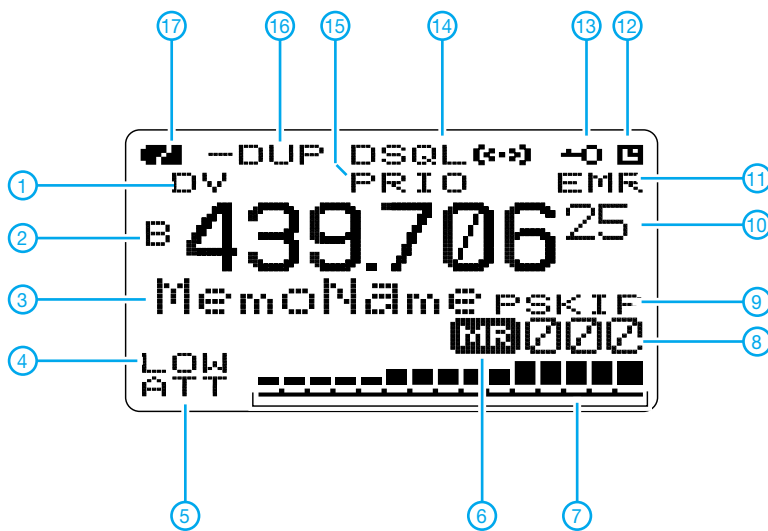 17 16 15 14 13 12
-DUP DSQL
1 DV PRIO EMR 11
2 B 439.706 25 10
3 MemoName PSKIP 9
MR 000 8
4 LOW
ATT
5 6 7